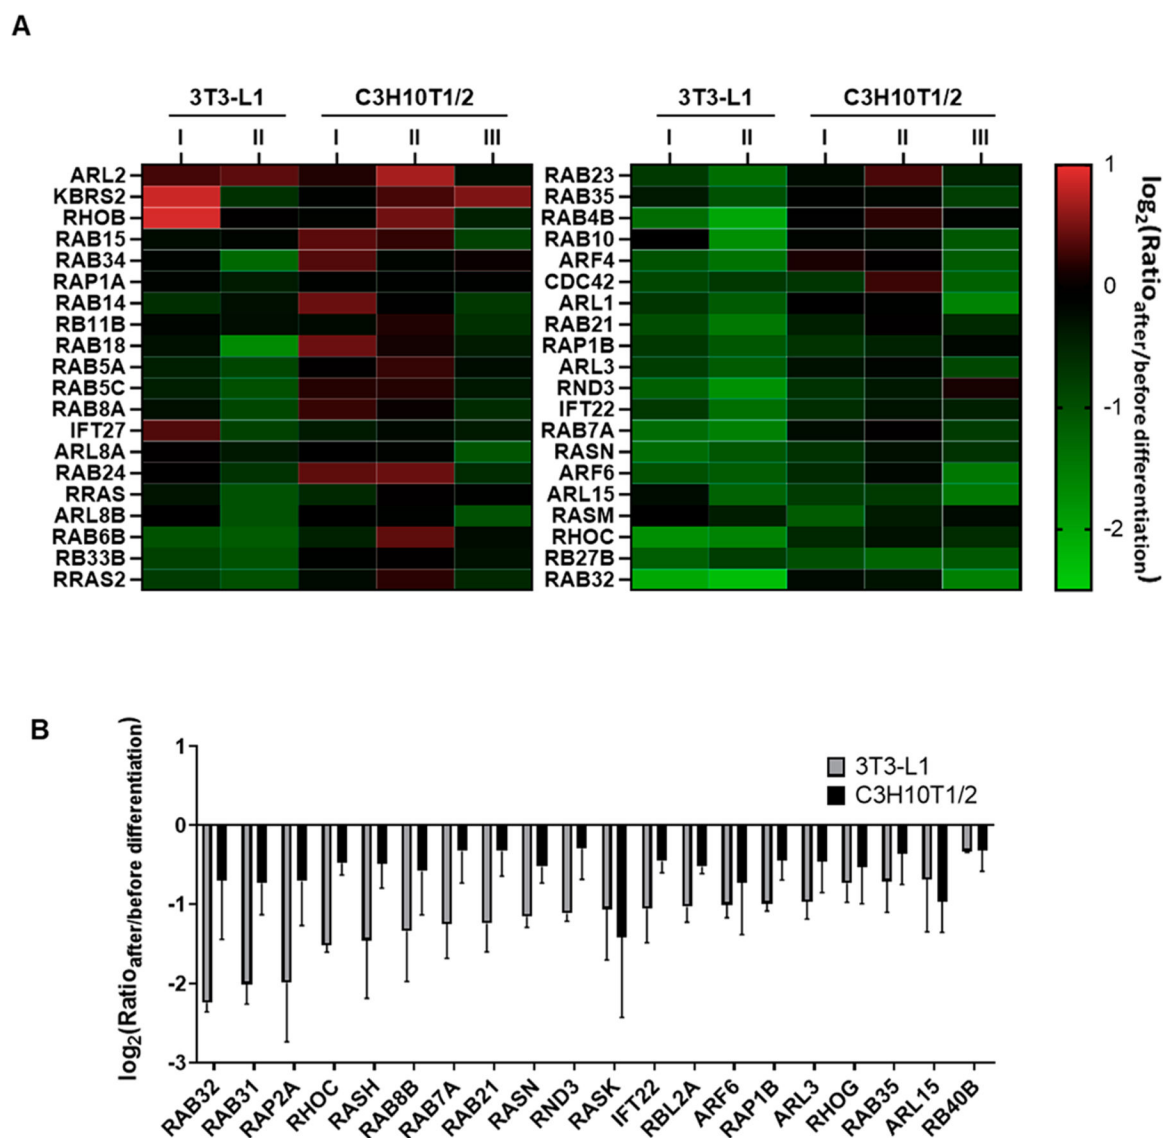 A
3T3-L1 C3H10T1/2 3T3-L1 C3H10T1/2
I II I II III I II I II III
ARL2 RAB23 1
KBRS2 RAB35
RHOB RAB4B
RAB15 RAB10
RAB34 ARF4
RAP1A CDC42 0
RAB14 ARL1
RB11B RAB21
RAB18 RAP1B
RAB5A ARL3
RAB5C RND3
RAB8A IFT22 -1
IFT27 RAB7A
ARL8A RASN
RAB24 ARF6
RRAS ARL15
ARL8B RASM
RAB6B RHOC -2
RB33B RB27B
RRAS2 RAB32
log2(Ratioafter/before differentiation)
B
log2(Ratioafter/before differentiation)
1
0
-1
-2
-3
3T3-L1
C3H10T1/2
RAB32 RAB31 RAP2A RHOC RASH RAB8B RAB7A RAB21 RASN RND3 RASK IFT22 RBL2A ARF6 RAP1B ARL3 RHOG RAB35 ARL15 RB40B